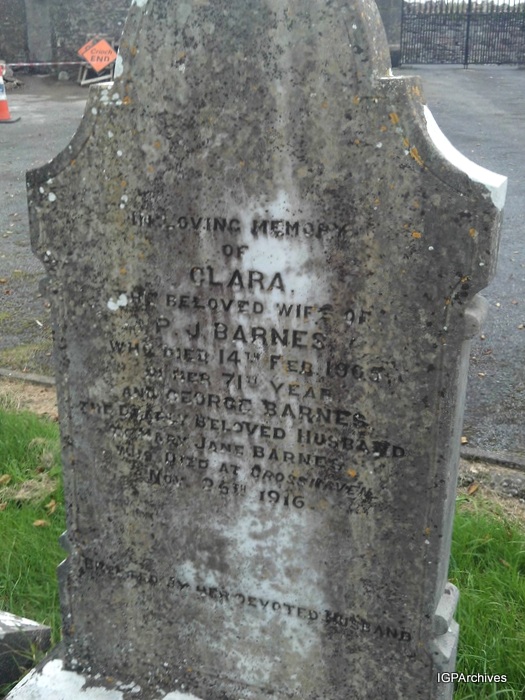 END
IN LOVING MEMORY
OF
CLARA,
THE BELOVED WIFE OF
P. J. BARNES,
WHO DIED 14TH FEB. 1905,
IN HER 71ST YEAR,
AND GEORGE BARNES,
THE DEARLY BELOVED HUSBAND
OF MARY JANE BARNES,
WHO DIED AT CROSSHAVEN
NOV. 25TH 1916.
ERECTED BY HER DEVOTED HUSBAND
IGPArchives